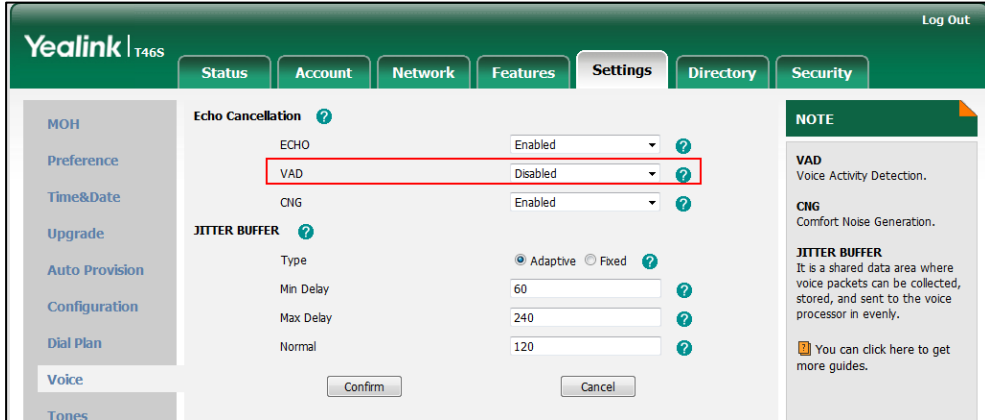 Log Out
Yealink T46S
Status Account Network Features Settings Directory Security
MOH
Preference
Time&Date
Upgrade
Auto Provision
Configuration
Dial Plan
Voice
Tones
Echo Cancellation ?
ECHO Enabled ?
VAD Disabled ?
CNG Enabled ?
JITTER BUFFER ?
Type Adaptive Fixed ?
Min Delay 60 ?
Max Delay 240 ?
Normal 120 ?
Confirm Cancel
NOTE
VAD
Voice Activity Detection.
CNG
Comfort Noise Generation.
JITTER BUFFER
It is a shared data area where
voice packets can be collected,
stored, and sent to the voice
processor in evenly.
? You can click here to get
more guides.